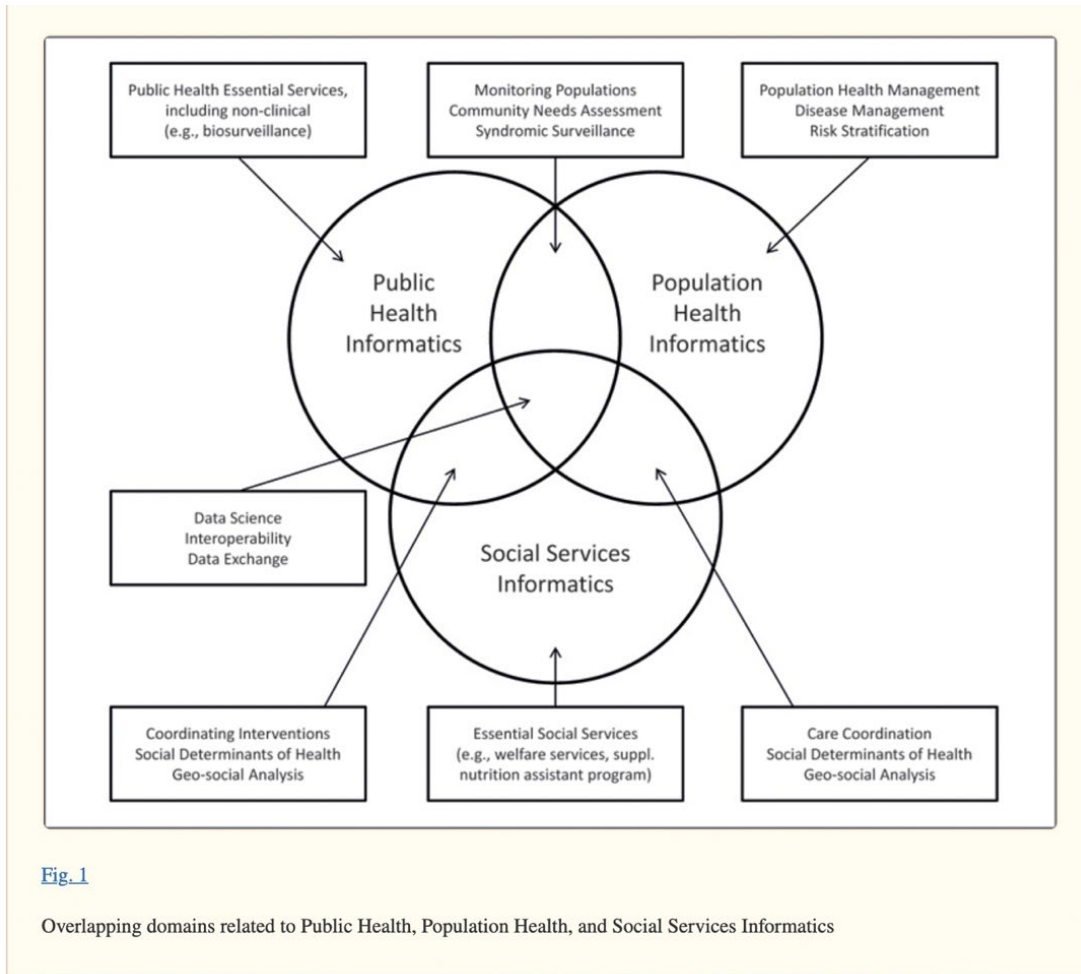 Public Health Essential Services,
including non-clinical
(e.g., biosurveillance)
Monitoring Populations
Community Needs Assessment
Syndromic Surveillance
Population Health Management
Disease Management
Risk Stratification
Public
Health
Informatics
Population
Health
Informatics
Data Science
Interoperability
Data Exchange
Social Services
Informatics
Coordinating Interventions
Social Determinants of Health
Geo-social Analysis
Essential Social Services
(e.g., welfare services, suppl.
nutrition assistant program)
Care Coordination
Social Determinants of Health
Geo-social Analysis
Fig. 1
Overlapping domains related to Public Health, Population Health, and Social Services Informatics